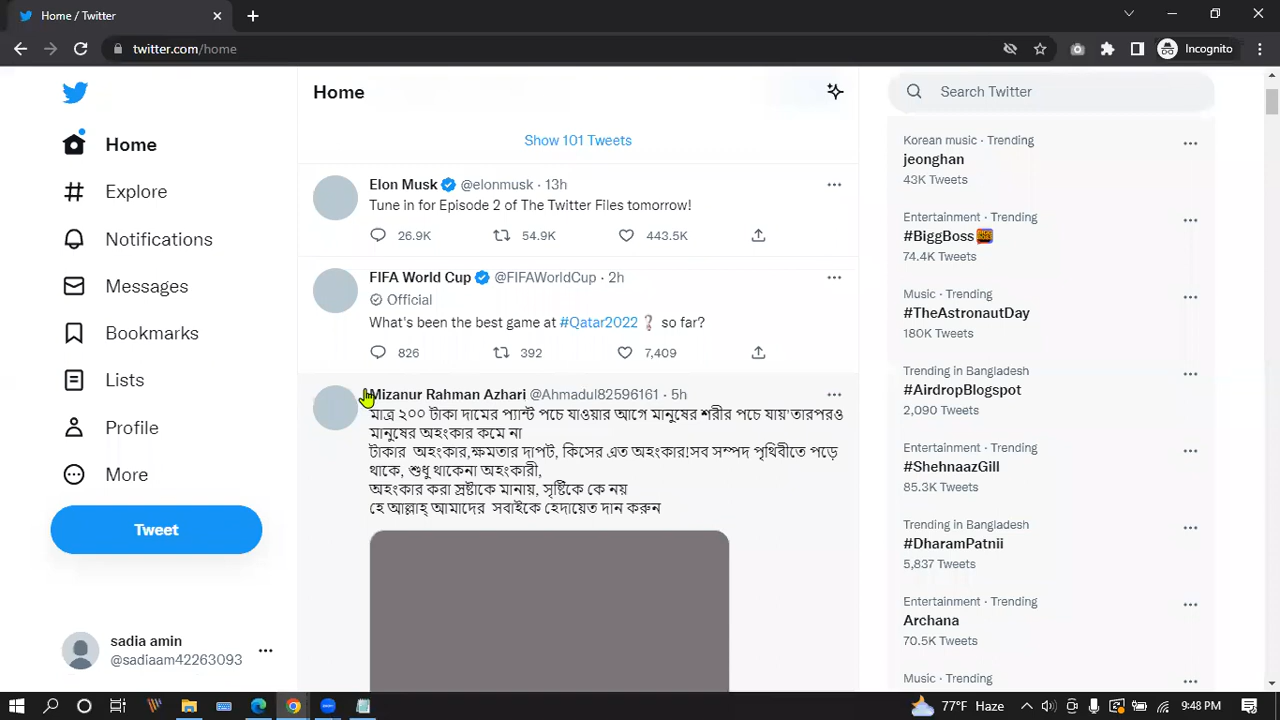 Home / Twitter
twitter.com/home
Incognito
Home
Explore
Notifications
Messages
Bookmarks
Lists
Profile
More
Tweet
sadia amin
@sadiaam42263093
Home
Show 101 Tweets
Elon Musk @elonmusk · 13h
Tune in for Episode 2 of The Twitter Files tomorrow!
26.9K 54.9K 443.5K
FIFA World Cup @FIFAWorldCup · 2h
Official
What's been the best game at #Qatar2022 ❔ so far?
826 392 7,409
Mizanur Rahman Azhari @Ahmadul82596161 · 5h
মাত্র ২০০ টাকা দামের প্যান্ট পচে যাওয়ার আগে মানুষের শরীর পচে যায়'তারপরও
মানুষের অহংকার কমে না
টাকার অহংকার,ক্ষমতার দাপট, কিসের এত অহংকার!সব সম্পদ পৃথিবীতে পড়ে
থাকে, শুধু থাকেনা অহংকারী,
অহংকার করা স্রষ্টাকে মানায়, সৃষ্টিকে কে নয়
হে আল্লাহ্ আমাদের সবাইকে হেদায়েত দান করুন
Search Twitter
Korean music · Trending
jeonghan
43K Tweets
Entertainment · Trending
#BiggBoss
74.4K Tweets
Music · Trending
#TheAstronautDay
180K Tweets
Trending in Bangladesh
#AirdropBlogspot
2,090 Tweets
Entertainment · Trending
#ShehnaazGill
85.3K Tweets
Trending in Bangladesh
#DharamPatnii
5,837 Tweets
Entertainment · Trending
Archana
70.5K Tweets
Music · Trending
77°F Haze
9:48 PM